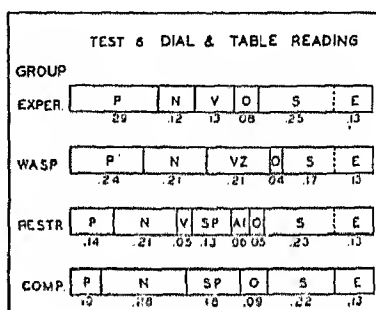 TEST 6 DIAL & TABLE READING
GROUP
EXPER. P N V O S E
.29 .12 .13 .08 .25 .13
WASP P N VZ O S E
.24 .21 .21 .04 .17 .13
RESTR P N V SP AI O S E
.14 .21 .05 .13 .06 .05 .23 .13
COMP. P N SP O S E
.18 .09 .22 .13